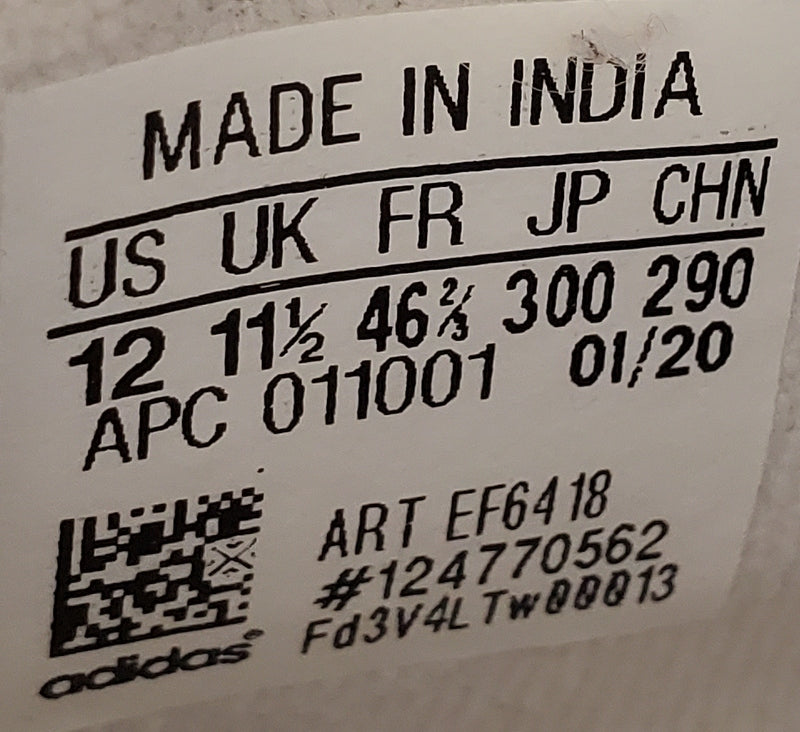 MADE IN INDIA
US UK FR JP CHN
12 11½ 46⅔ 300 290
APC 011001 01/20
ART EF6418
#124770562
Fd3V4LTw00013
adidas®